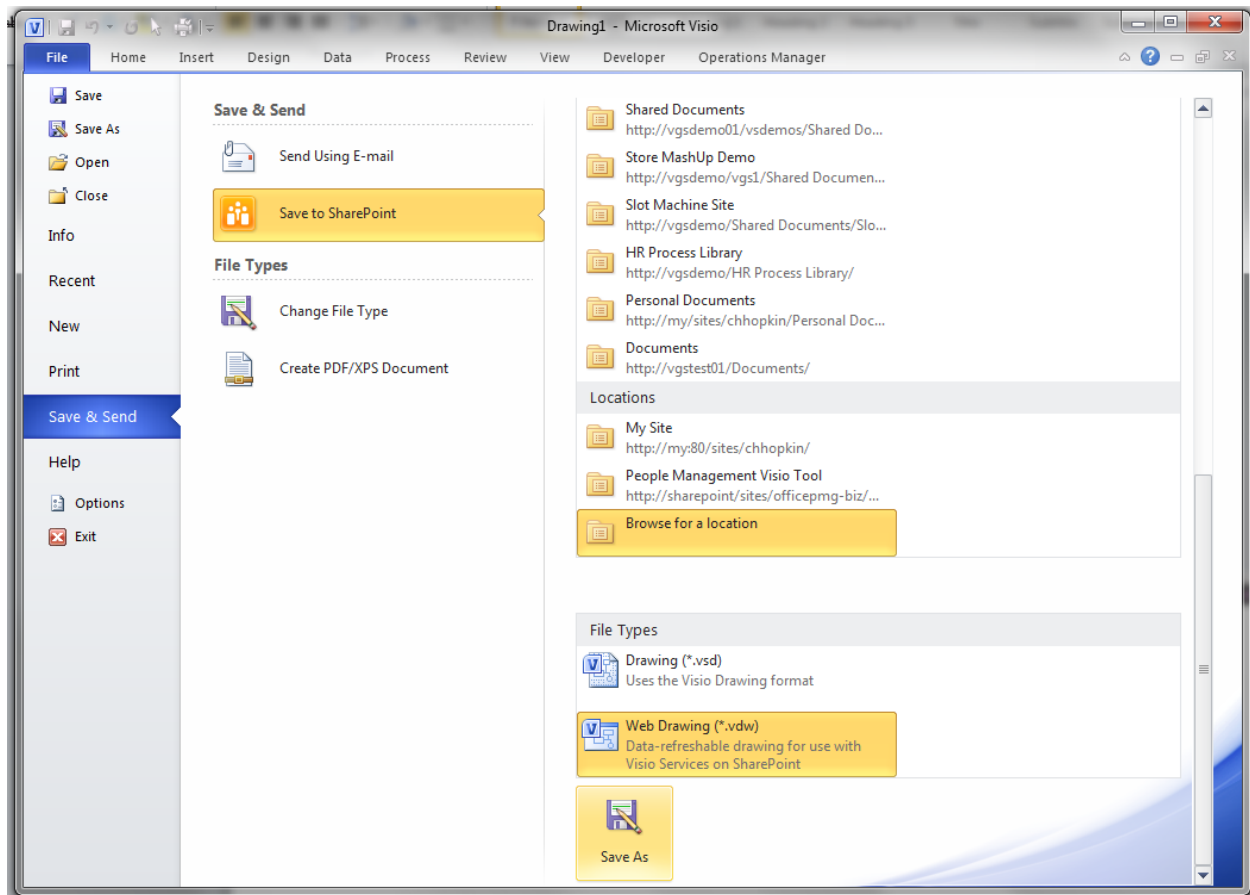 Drawing1 - Microsoft Visio
File Home Insert Design Data Process Review View Developer Operations Manager
Save
Save As
Open
Close
Info
Recent
New
Print
Save & Send
Help
Options
Exit
Save & Send
Send Using E-mail
Save to SharePoint
File Types
Change File Type
Create PDF/XPS Document
Shared Documents
http://vgsdemo01/vsdemos/Shared Do...
Store MashUp Demo
http://vgsdemo/vgs1/Shared Documen...
Slot Machine Site
http://vgsdemo/Shared Documents/Slo...
HR Process Library
http://vgsdemo/HR Process Library/
Personal Documents
http://my/sites/chhopkin/Personal Doc...
Documents
http://vgstest01/Documents/
Locations
My Site
http://my:80/sites/chhopkin/
People Management Visio Tool
http://sharepoint/sites/officepmg-biz/...
Browse for a location
File Types
Drawing (*.vsd)
Uses the Visio Drawing format
Web Drawing (*.vdw)
Data-refreshable drawing for use with
Visio Services on SharePoint
Save As